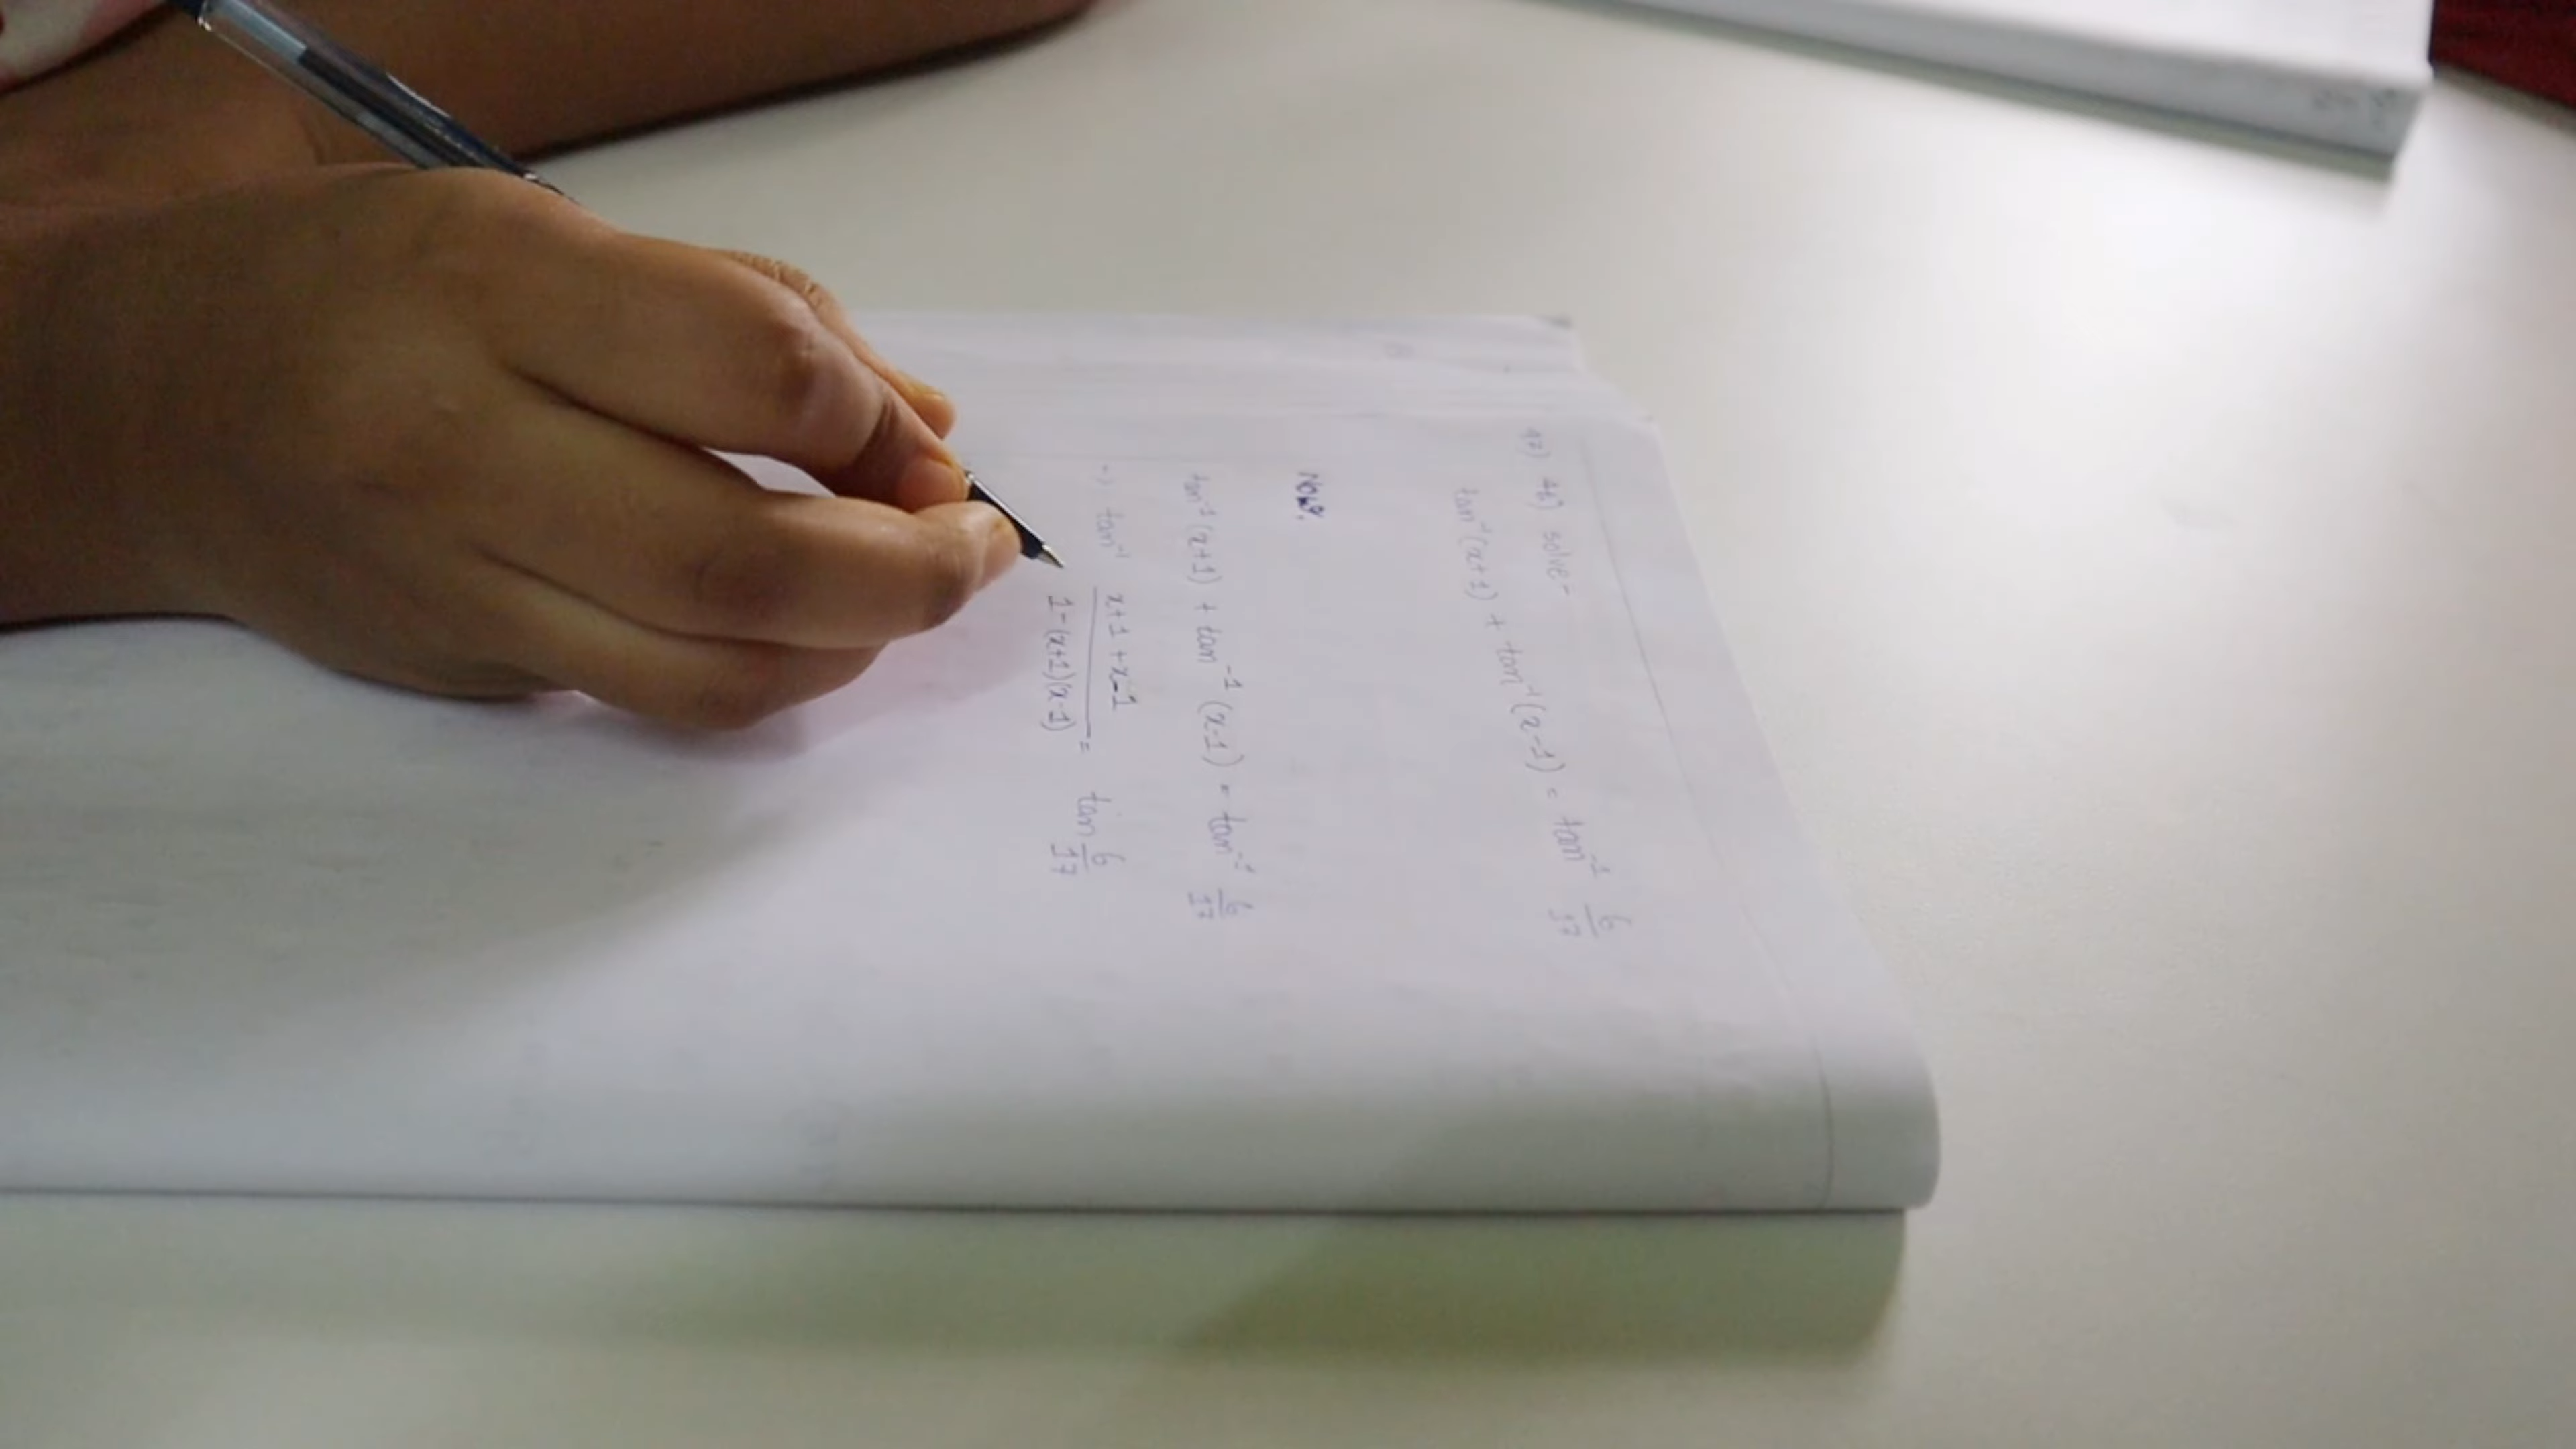 47) 4b) solve -
tan⁻¹(x+1) + tan⁻¹(x-1) = tan⁻¹ 6/17
Now,
tan⁻¹(x+1) + tan⁻¹(x-1) = tan⁻¹ 6/17
-> tan⁻¹ x+1+x-1 / 1-(x+1)(x-1) = tan 6/17